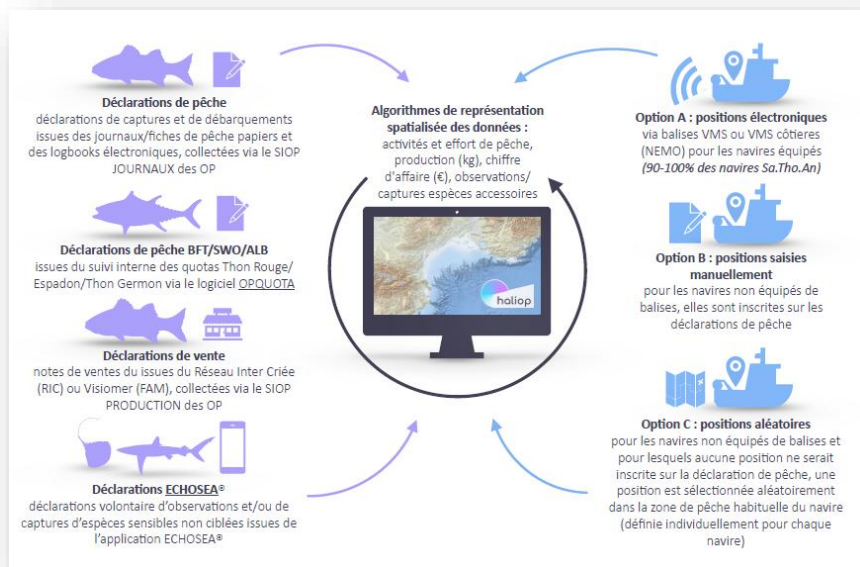 Déclarations de pêche
déclarations de captures et de débarquements
issues des journaux/fiches de pêche papiers et
des logbooks électroniques, collectées via le SIOP
JOURNAUX des OP
Déclarations de pêche BFT/SWO/ALB
issues du suivi interne des quotas Thon Rouge/
Espadon/Thon Germon via le logiciel OPQUOTA
Déclarations de vente
notes de ventes du issues du Réseau Inter Criée
(RIC) ou Visiomer (FAM), collectées via le SIOP
PRODUCTION des OP
Déclarations ECHOSEA®
déclarations volontaire d'observations et/ou de
captures d'espèces sensibles non ciblées issues de
l'application ECHOSEA®
Algorithmes de représentation
spatialisée des données :
activités et effort de pêche,
production (kg), chiffre
d'affaire (€), observations/
captures espèces accessoires
haliop
Option A : positions électroniques
via balises VMS ou VMS côtieres
(NEMO) pour les navires équipés
(90-100% des navires Sa.Tho.An)
Option B : positions saisies
manuellement
pour les navires non équipés de
balises, elles sont inscrites sur les
déclarations de pêche
Option C : positions aléatoires
pour les navires non équipés de balises et
pour lesquels aucune position ne serait
inscrite sur la déclaration de pêche, une
position est sélectionnée aléatoirement
dans la zone de pêche habituelle du navire
(définie individuellement pour chaque
navire)